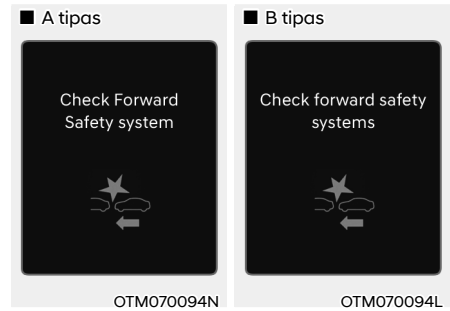 ■ A tipas
Check Forward
Safety system
OTM070094N
■ B tipas
Check forward safety
systems
OTM070094L